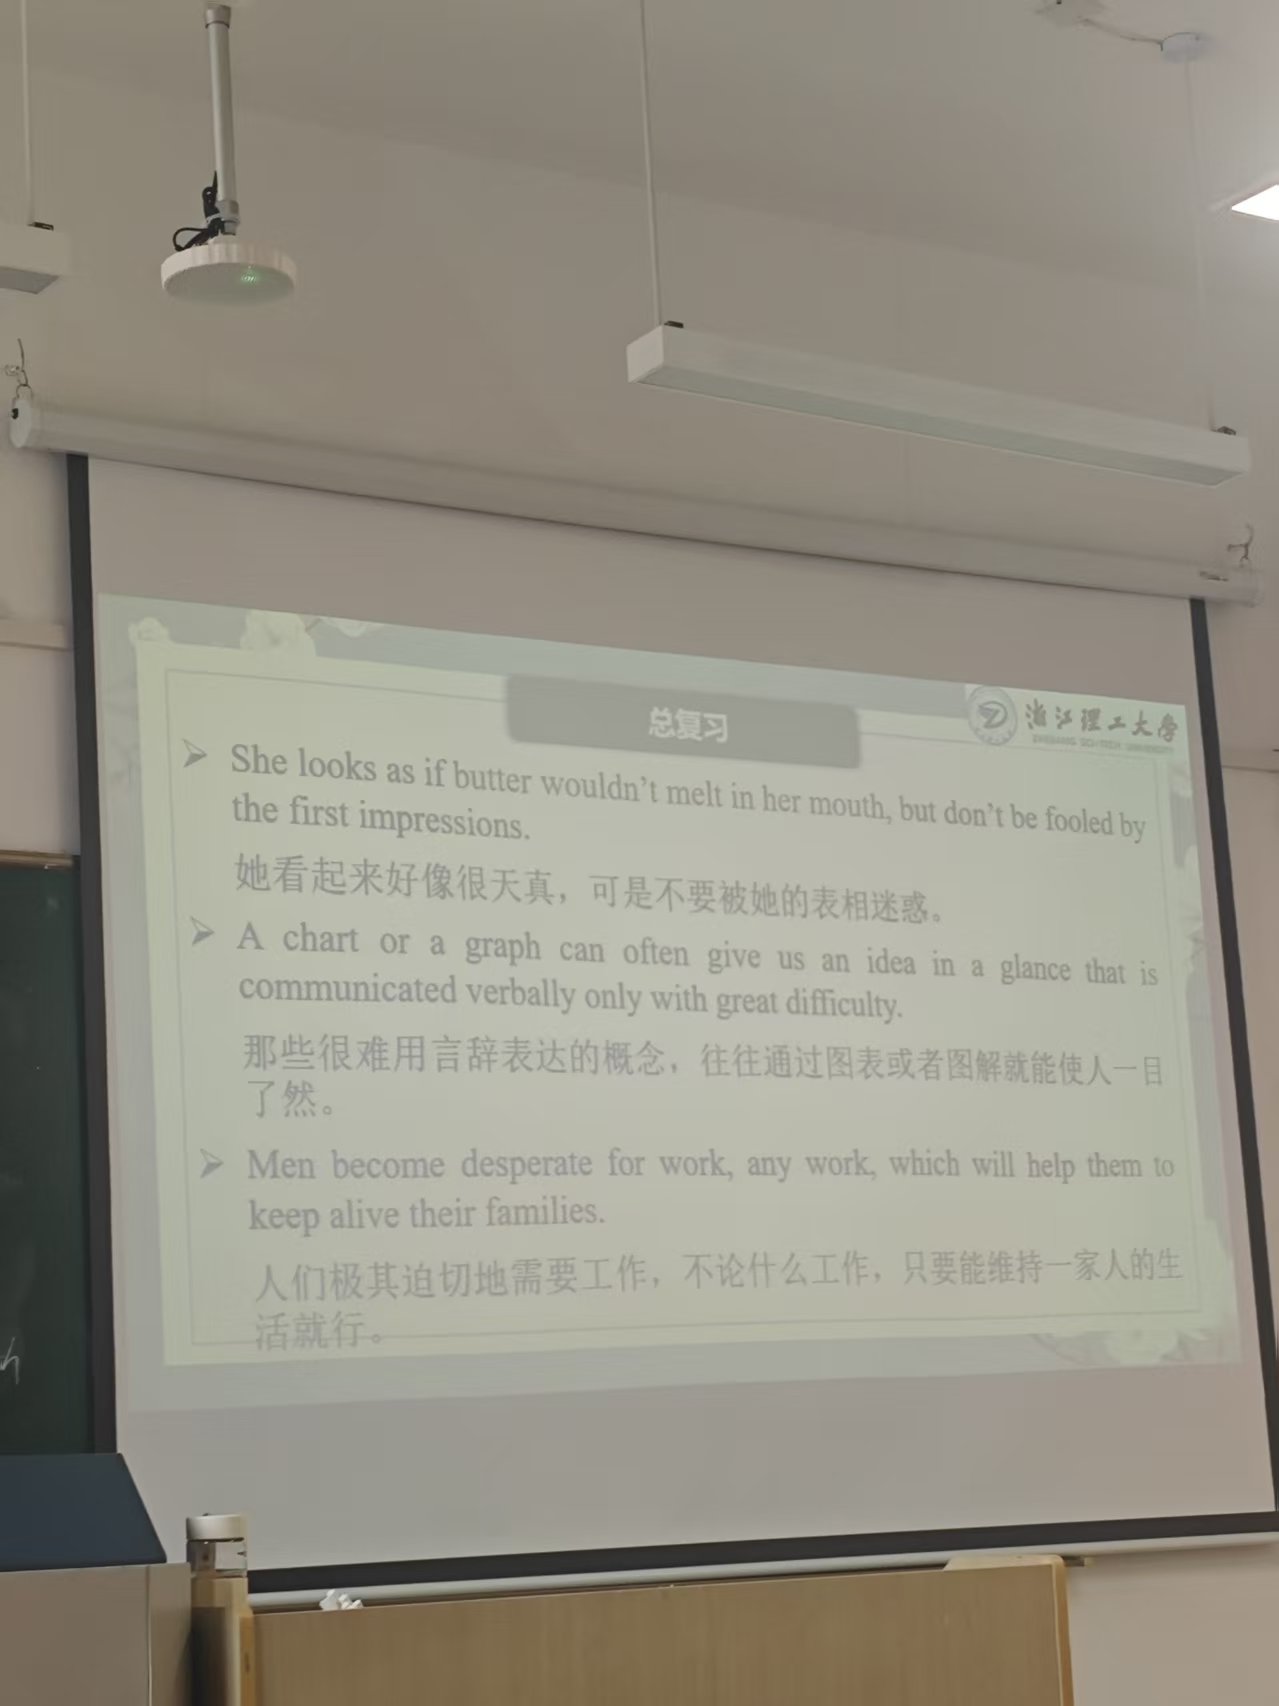 总复习
浙江理工大学
ZHEJIANG SCI-TECH UNIVERSITY
➢ She looks as if butter wouldn't melt in her mouth, but don't be fooled by
the first impressions.
她看起来好像很天真，可是不要被她的表相迷惑。
➢ A chart or a graph can often give us an idea in a glance that is
communicated verbally only with great difficulty.
那些很难用言辞表达的概念，往往通过图表或者图解就能使人一目
了然。
➢ Men become desperate for work, any work, which will help them to
keep alive their families.
人们极其迫切地需要工作，不论什么工作，只要能维持一家人的生
活就行。